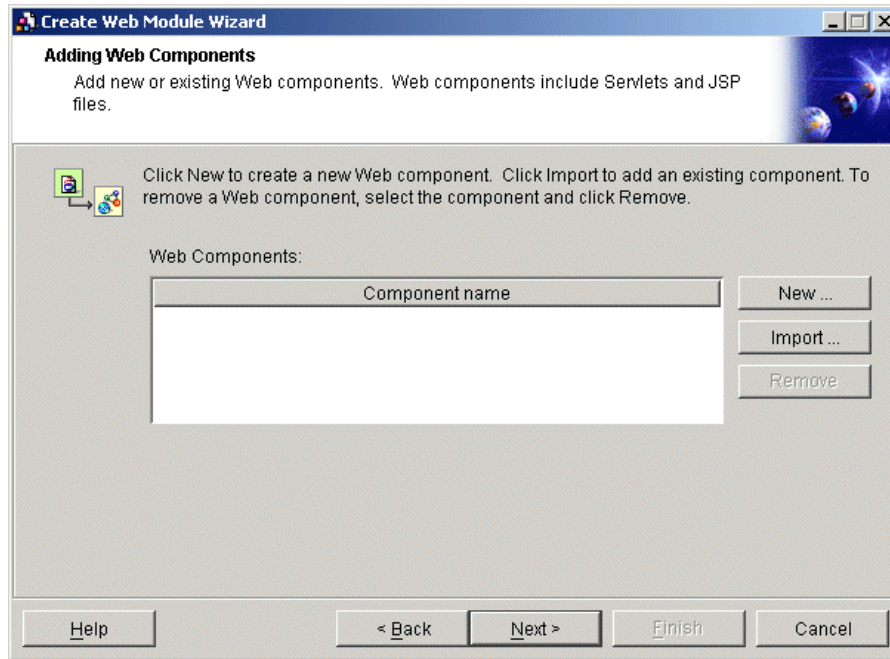 Create Web Module Wizard
Adding Web Components
Add new or existing Web components. Web components include Servlets and JSP
files.
Click New to create a new Web component. Click Import to add an existing component. To
remove a Web component, select the component and click Remove.
Web Components:
Component name
New ...
Import ...
Remove
Help
< Back
Next >
Finish
Cancel